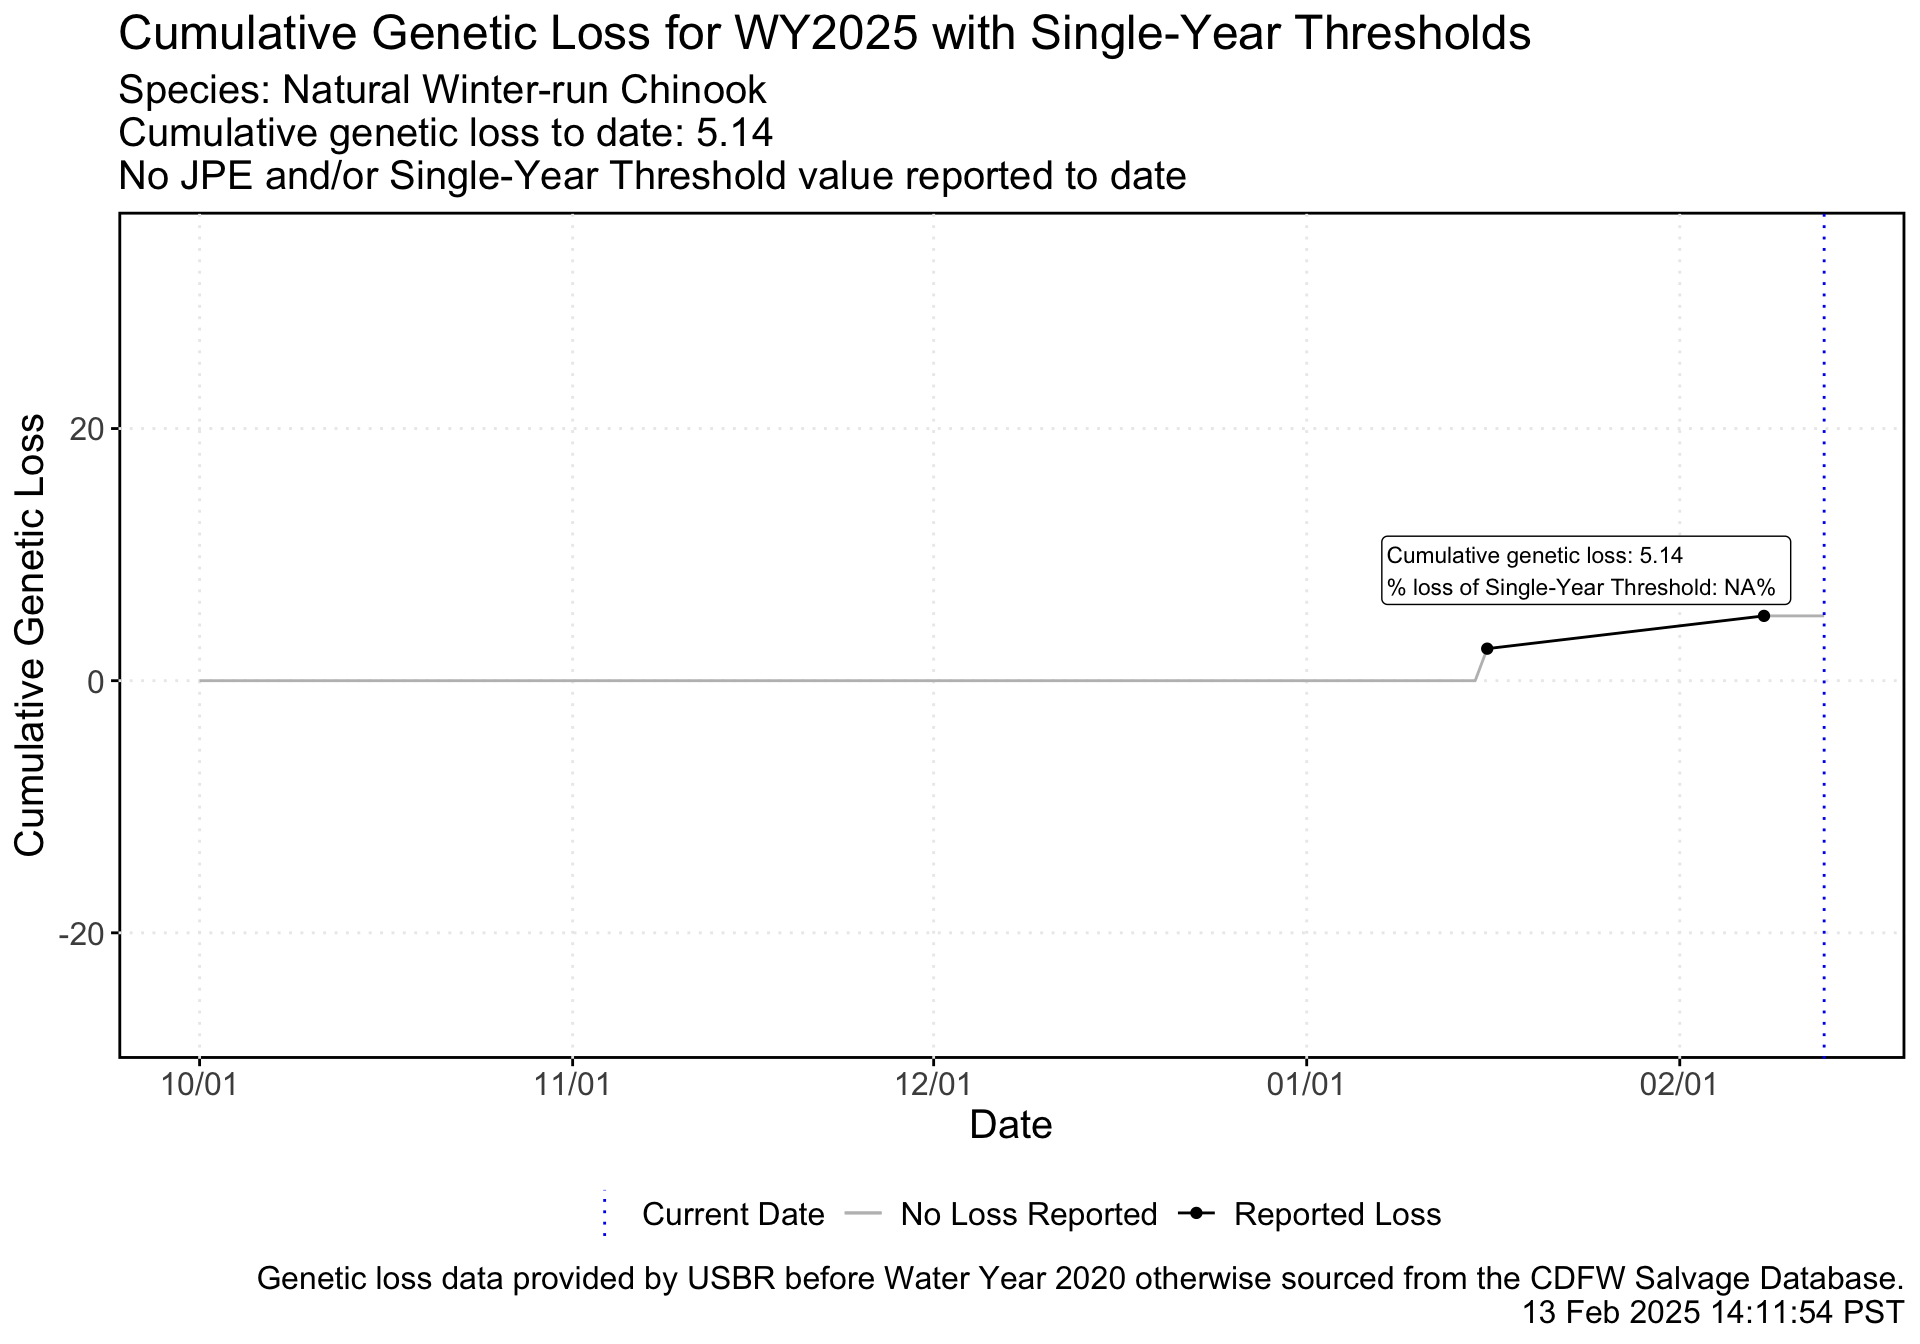 Cumulative Genetic Loss for WY2025 with Single-Year Thresholds
Species: Natural Winter-run Chinook
Cumulative genetic loss to date: 5.14
No JPE and/or Single-Year Threshold value reported to date
Cumulative Genetic Loss
20
0
-20
Cumulative genetic loss: 5.14
% loss of Single-Year Threshold: NA%
10/01
11/01
12/01
01/01
02/01
Date
Current Date
No Loss Reported
Reported Loss
Genetic loss data provided by USBR before Water Year 2020 otherwise sourced from the CDFW Salvage Database.
13 Feb 2025 14:11:54 PST